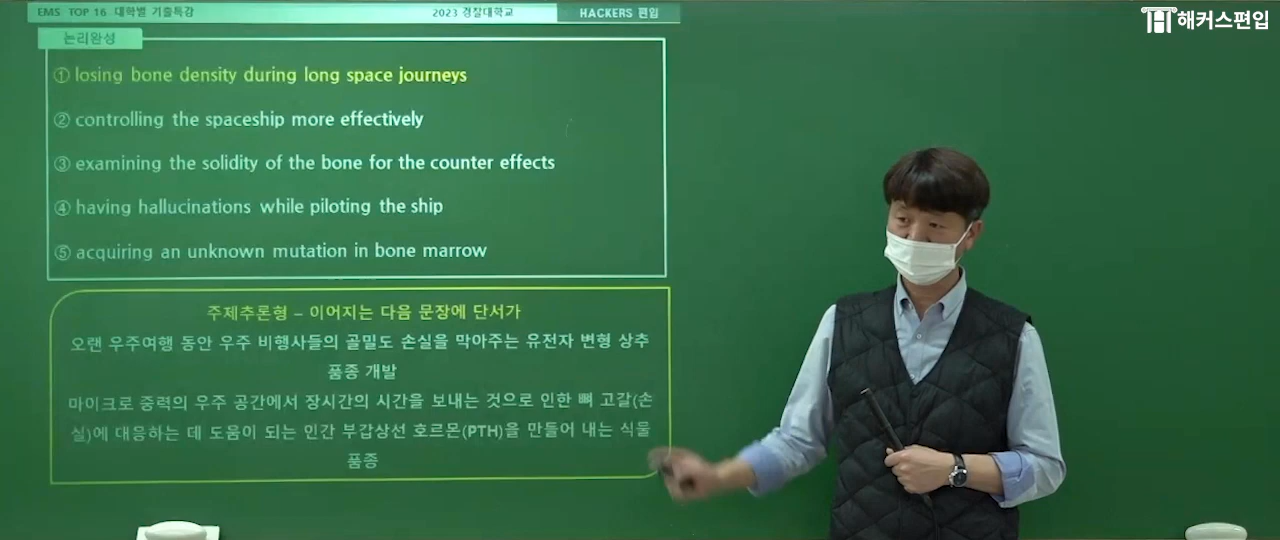 EMS TOP 16 대학별 기출특강
2023 경찰대학교
HACKERS 편입
해커스편입
논리완성
① losing bone density during long space journeys
② controlling the spaceship more effectively
③ examining the solidity of the bone for the counter effects
④ having hallucinations while piloting the ship
⑤ acquiring an unknown mutation in bone marrow
주제추론형 – 이어지는 다음 문장에 단서가
오랜 우주여행 동안 우주 비행사들의 골밀도 손실을 막아주는 유전자 변형 상추
품종 개발
마이크로 중력의 우주 공간에서 장시간의 시간을 보내는 것으로 인한 뼈 고갈(손
실)에 대응하는 데 도움이 되는 인간 부갑상선 호르몬(PTH)을 만들어 내는 식물
품종